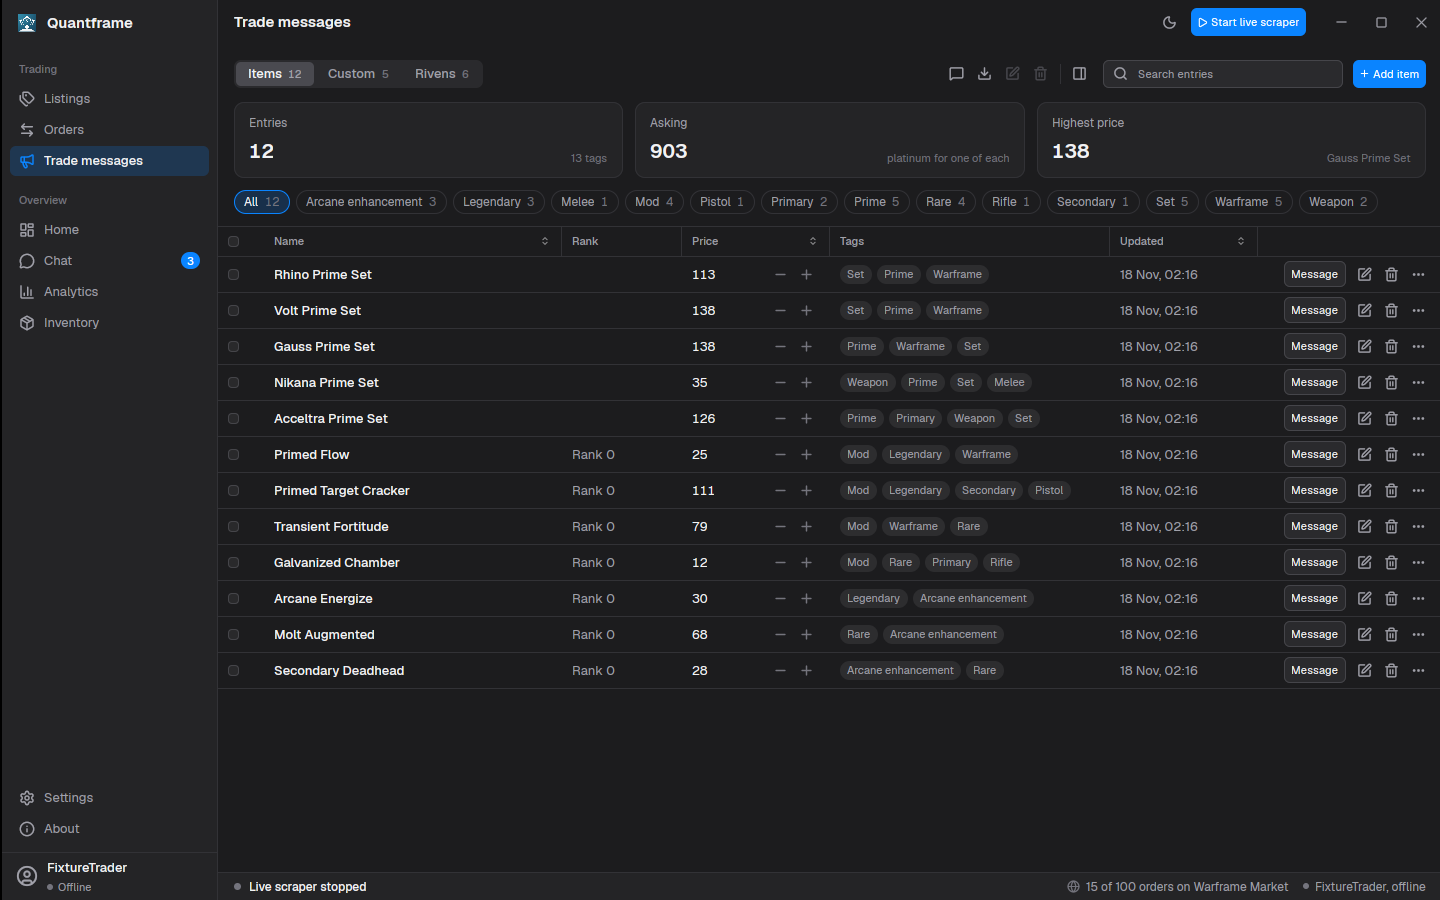 Quantframe
Trade messages
Start live scraper
Trading
Listings
Orders
Trade messages
Overview
Home
Chat 3
Analytics
Inventory
Settings
About
FixtureTrader
Offline
Items 12 Custom 5 Rivens 6
Search entries
+ Add item
Entries
12
13 tags
Asking
903
platinum for one of each
Highest price
138
Gauss Prime Set
All 12 Arcane enhancement 3 Legendary 3 Melee 1 Mod 4 Pistol 1 Primary 2 Prime 5 Rare 4 Rifle 1 Secondary 1 Set 5 Warframe 5 Weapon 2
Name Rank Price Tags Updated
Rhino Prime Set 113 Set Prime Warframe 18 Nov, 02:16 Message
Volt Prime Set 138 Set Prime Warframe 18 Nov, 02:16 Message
Gauss Prime Set 138 Prime Warframe Set 18 Nov, 02:16 Message
Nikana Prime Set 35 Weapon Prime Set Melee 18 Nov, 02:16 Message
Acceltra Prime Set 126 Prime Primary Weapon Set 18 Nov, 02:16 Message
Primed Flow Rank 0 25 Mod Legendary Warframe 18 Nov, 02:16 Message
Primed Target Cracker Rank 0 111 Mod Legendary Secondary Pistol 18 Nov, 02:16 Message
Transient Fortitude Rank 0 79 Mod Warframe Rare 18 Nov, 02:16 Message
Galvanized Chamber Rank 0 12 Mod Rare Primary Rifle 18 Nov, 02:16 Message
Arcane Energize Rank 0 30 Legendary Arcane enhancement 18 Nov, 02:16 Message
Molt Augmented Rank 0 68 Rare Arcane enhancement 18 Nov, 02:16 Message
Secondary Deadhead Rank 0 28 Arcane enhancement Rare 18 Nov, 02:16 Message
Live scraper stopped
15 of 100 orders on Warframe Market
FixtureTrader, offline